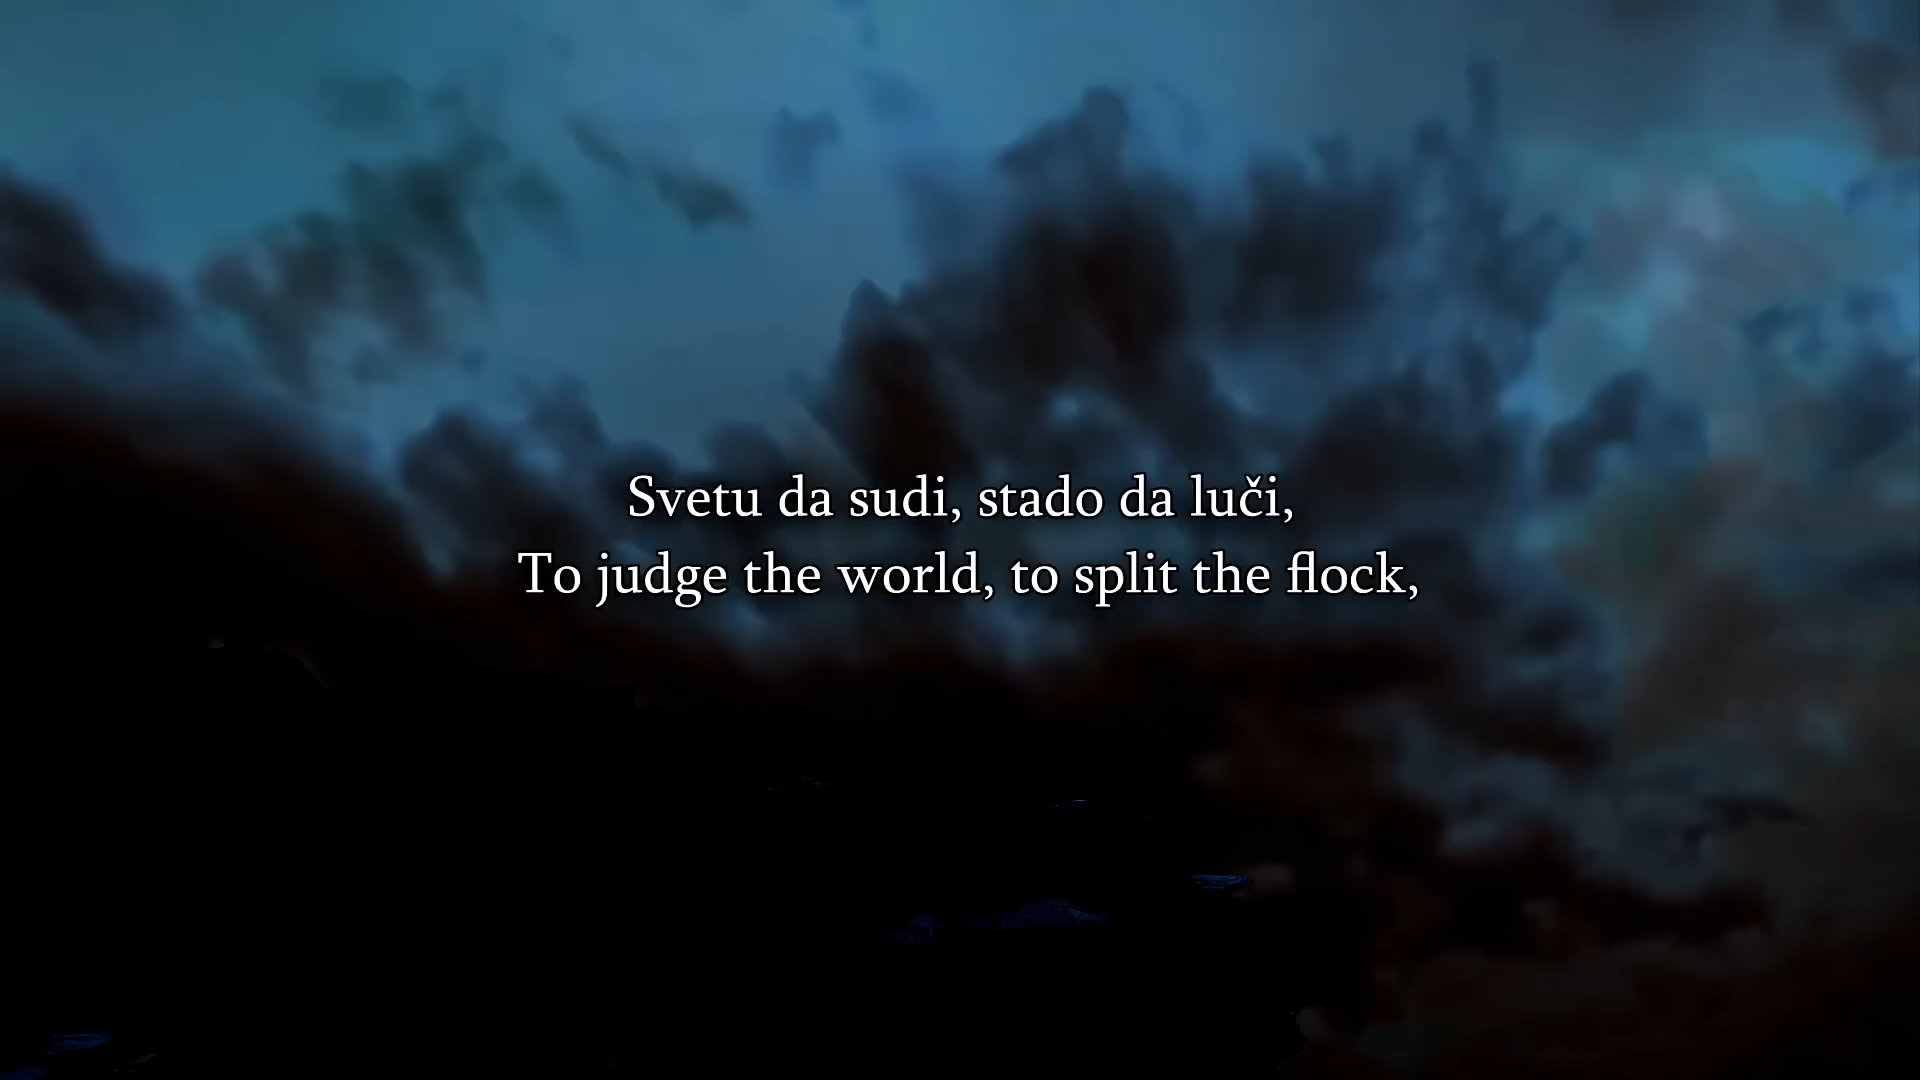 Svetu da sudi, stado da luči,
To judge the world, to split the flock,